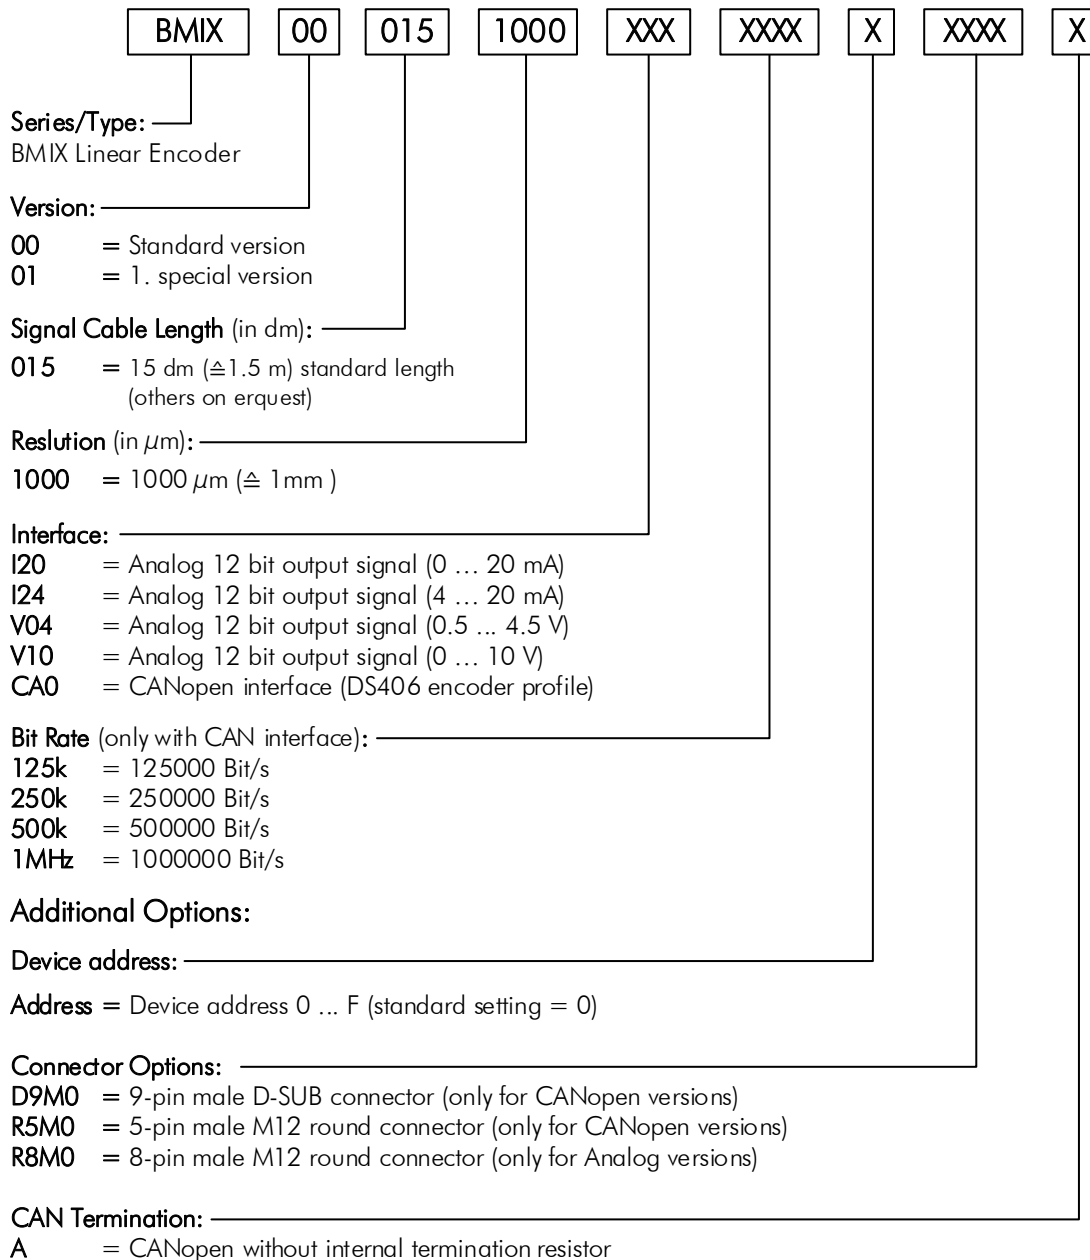 BMIX 00 015 1000 XXX XXXX X XXXX X
Series/Type:
BMIX Linear Encoder
Version:
00 = Standard version
01 = 1. special version
Signal Cable Length (in dm):
015 = 15 dm (≙1.5 m) standard length
(others on erquest)
Reslution (in μm):
1000 = 1000 μm (≙ 1mm )
Interface:
I20 = Analog 12 bit output signal (0 ... 20 mA)
I24 = Analog 12 bit output signal (4 ... 20 mA)
V04 = Analog 12 bit output signal (0.5 ... 4.5 V)
V10 = Analog 12 bit output signal (0 ... 10 V)
CA0 = CANopen interface (DS406 encoder profile)
Bit Rate (only with CAN interface):
125k = 125000 Bit/s
250k = 250000 Bit/s
500k = 500000 Bit/s
1MHz = 1000000 Bit/s
Additional Options:
Device address:
Address = Device address 0 ... F (standard setting = 0)
Connector Options:
D9M0 = 9-pin male D-SUB connector (only for CANopen versions)
R5M0 = 5-pin male M12 round connector (only for CANopen versions)
R8M0 = 8-pin male M12 round connector (only for Analog versions)
CAN Termination:
A = CANopen without internal termination resistor